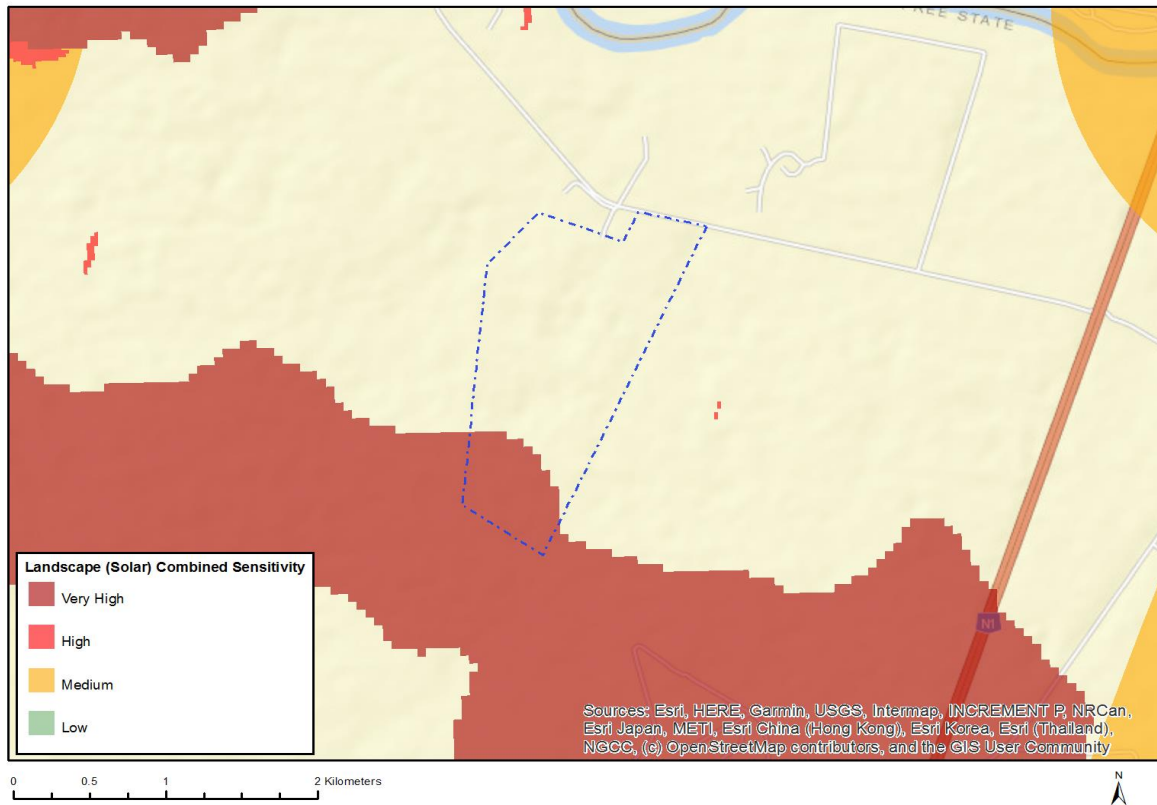 FREE STATE
N1
Landscape (Solar) Combined Sensitivity
Very High
High
Medium
Low
Sources: Esri, HERE, Garmin, USGS, Intermap, INCREMENT P, NRCan,
Esri Japan, METI, Esri China (Hong Kong), Esri Korea, Esri (Thailand),
NGCC, (c) OpenStreetMap contributors, and the GIS User Community
0 0.5 1 2 Kilometers
N